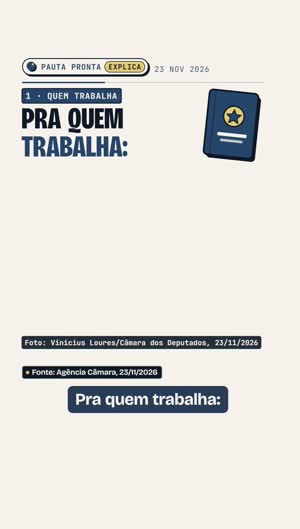 PAUTA PRONTA EXPLICA 23 NOV 2026
1 · QUEM TRABALHA
PRA QUEM
TRABALHA:
Foto: Vinicius Loures/Câmara dos Deputados, 23/11/2026
Fonte: Agência Câmara, 23/11/2026
Pra quem trabalha: